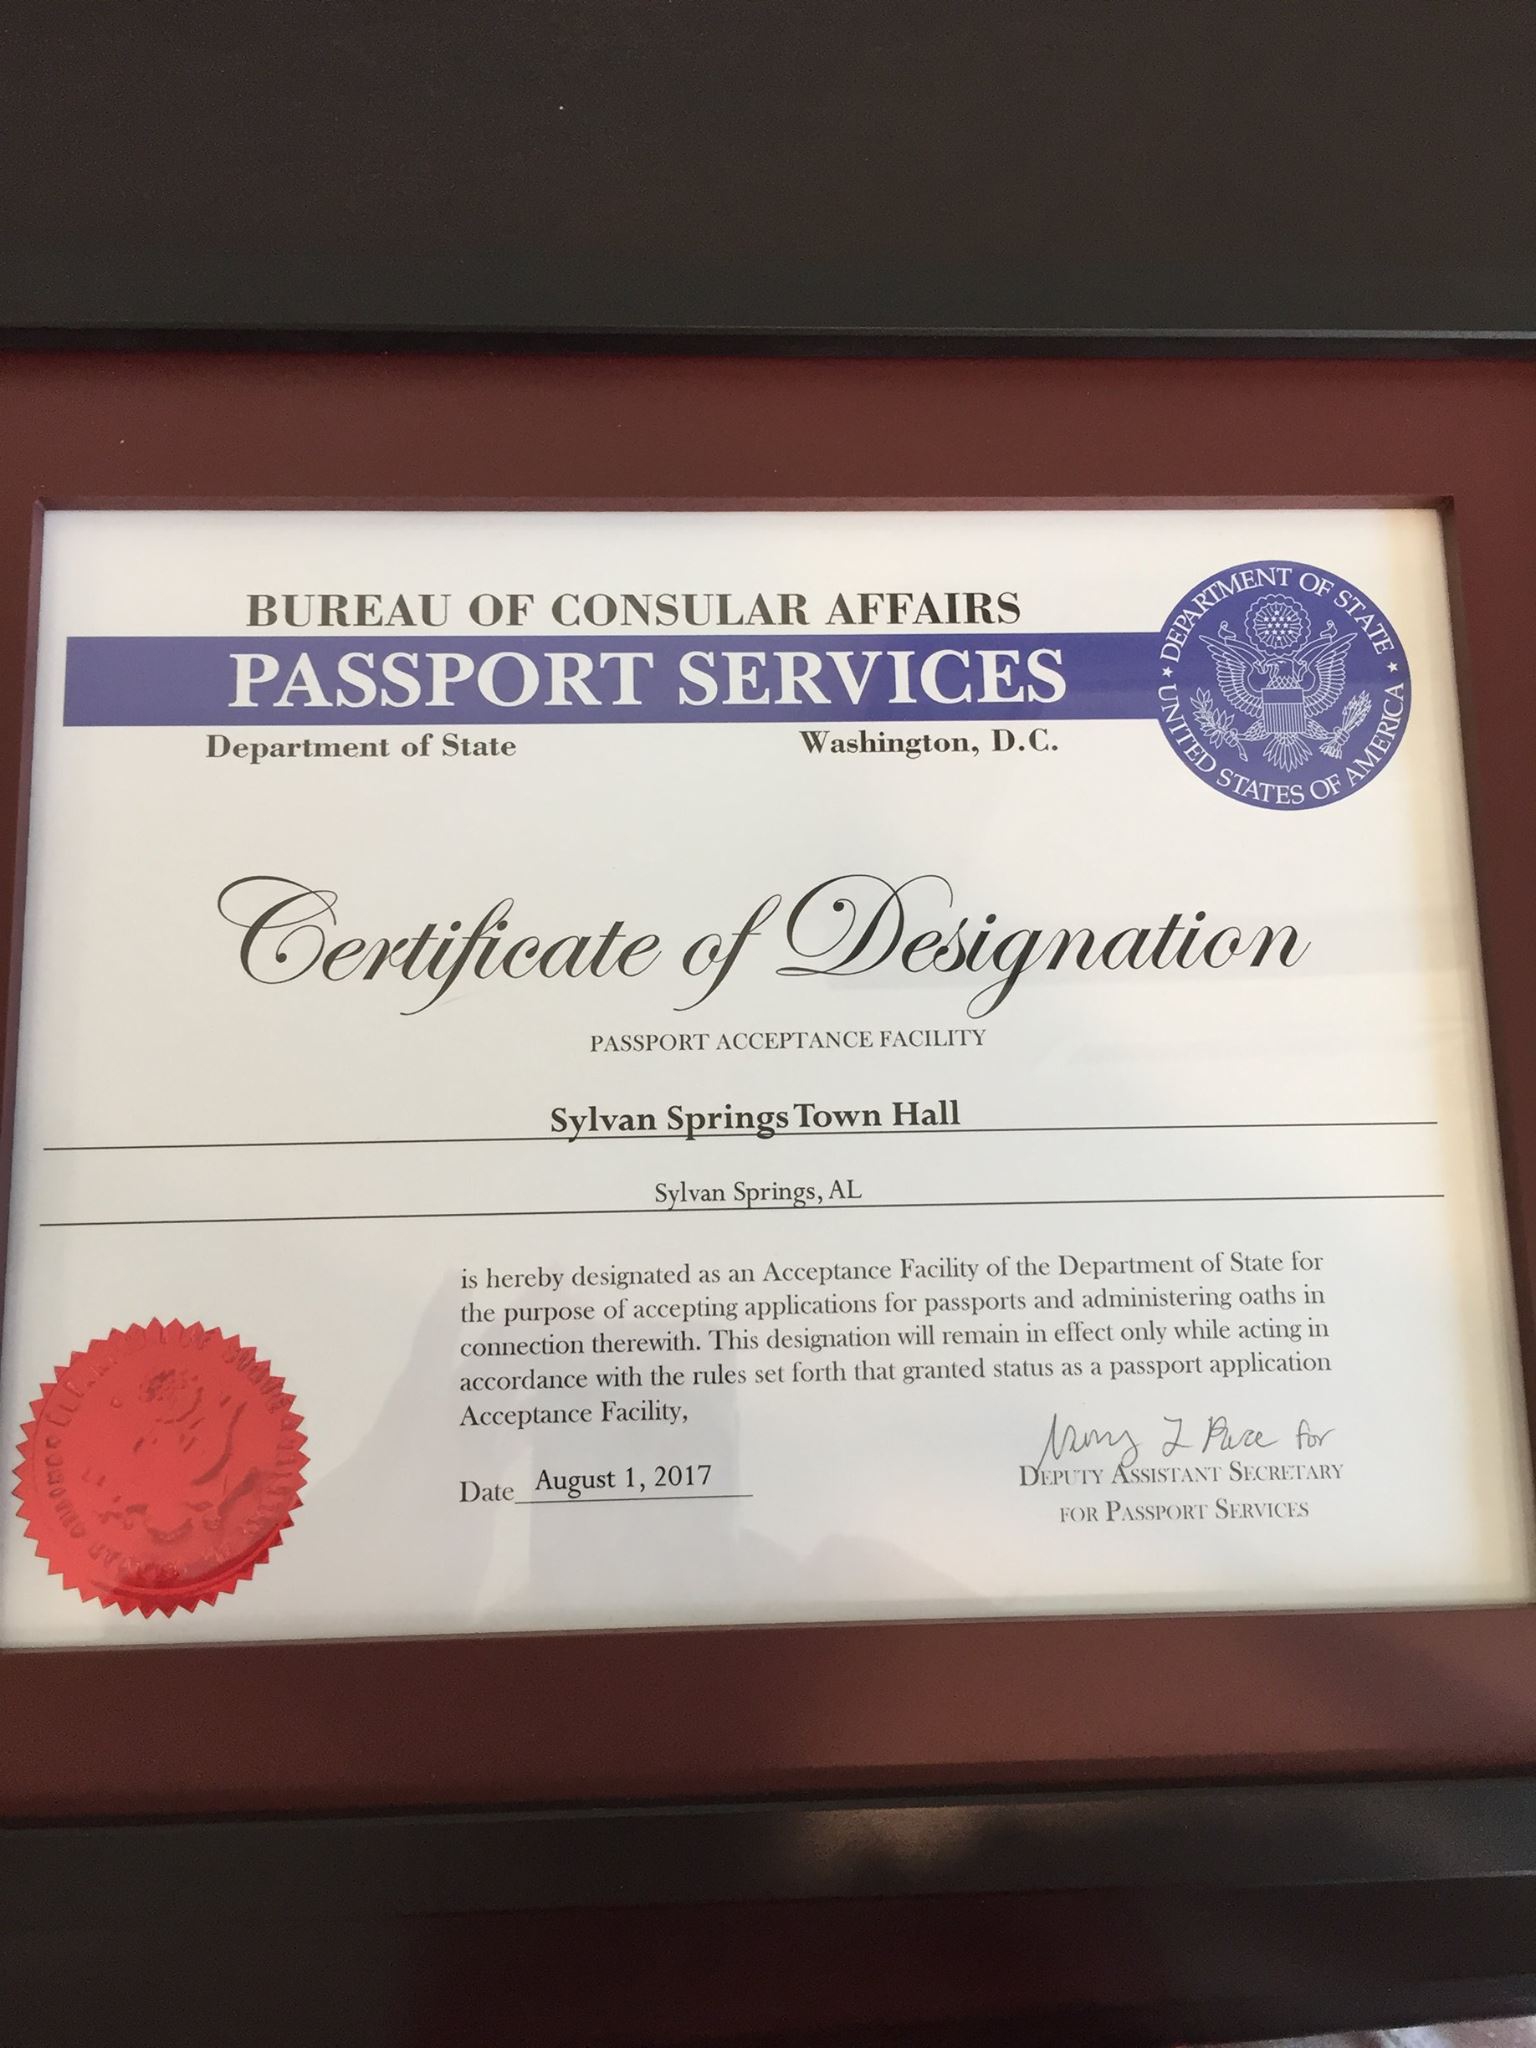 BUREAU OF CONSULAR AFFAIRS
PASSPORT SERVICES
Department of State Washington, D.C.
★ DEPARTMENT OF STATE ★
UNITED STATES OF AMERICA
Certificate of Designation
PASSPORT ACCEPTANCE FACILITY
Sylvan Springs Town Hall
Sylvan Springs, AL
is hereby designated as an Acceptance Facility of the Department of State for
the purpose of accepting applications for passports and administering oaths in
connection therewith. This designation will remain in effect only while acting in
accordance with the rules set forth that granted status as a passport application
Acceptance Facility,
for
Date August 1, 2017
DEPUTY ASSISTANT SECRETARY
FOR PASSPORT SERVICES